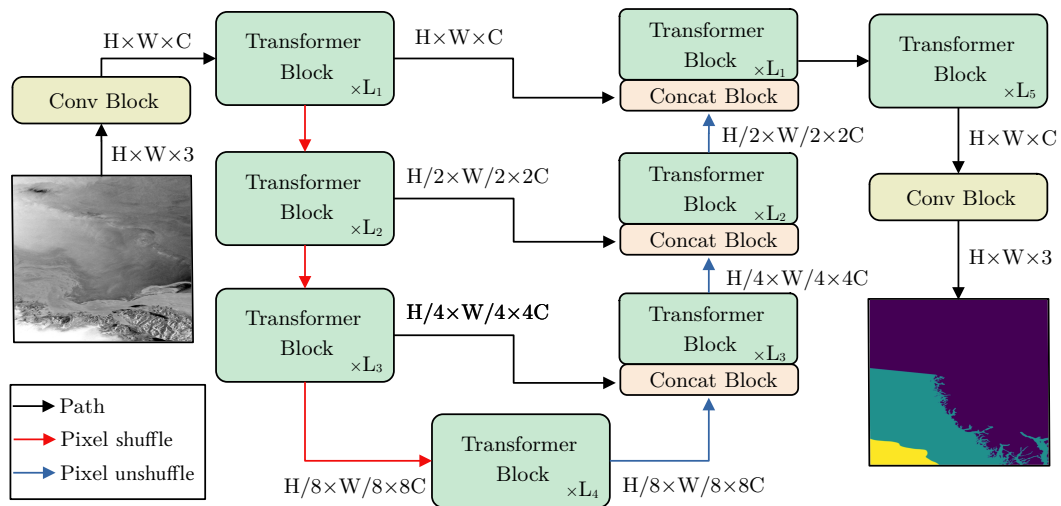 H×W×C
Conv Block
H×W×3
Transformer
Block
×L1
H×W×C
Transformer
Block
×L2
H/2×W/2×2C
Transformer
Block
×L3
H/4×W/4×4C
H/8×W/8×8C
Transformer
Block
×L4
H/8×W/8×8C
Transformer
Block
×L3
Concat Block
H/4×W/4×4C
Transformer
Block
×L2
Concat Block
H/2×W/2×2C
Transformer
Block
×L1
Concat Block
Transformer
Block
×L5
H×W×C
Conv Block
H×W×3
Path
Pixel shuffle
Pixel unshuffle